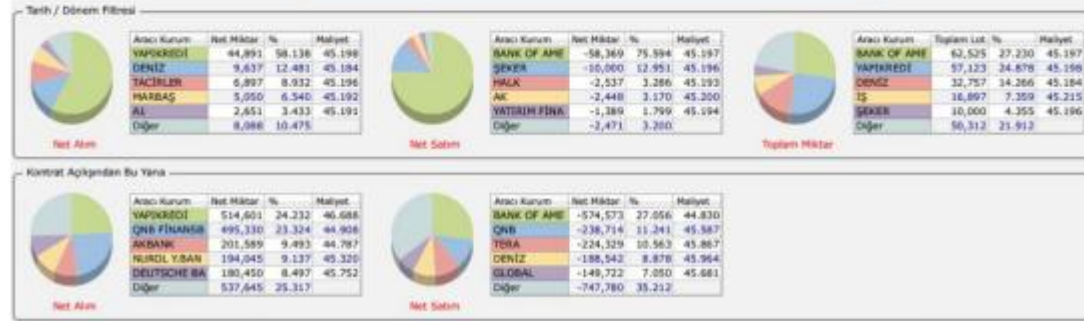 Tarih / Dönem Filtresi
Aracı Kurum Net Miktar % Maliyet
YAPIKREDİ 44,891 58.138 45.198
DENİZ 9,637 12.481 45.184
TACİRLER 6,897 8.932 45.196
MARBAŞ 5,050 6.540 45.192
AL 2,651 3.433 45.191
Diğer 8,088 10.475
Net Alım
Aracı Kurum Net Miktar % Maliyet
BANK OF AME -58,369 75.594 45.197
ŞEKER -10,000 12.951 45.196
HALK -2,537 3.286 45.193
AK -2,448 3.170 45.200
YATIRIM FİNA -1,389 1.799 45.194
Diğer -2,471 3.200
Net Satım
Aracı Kurum Toplam Lot % Maliyet
BANK OF AME 62,525 27.230 45.197
YAPIKREDİ 57,123 24.878 45.198
DENİZ 32,757 14.266 45.184
İŞ 16,897 7.359 45.215
ŞEKER 10,000 4.355 45.196
Diğer 50,312 21.912
Toplam Miktar
Kontrat Açılışından Bu Yana
Aracı Kurum Net Miktar % Maliyet
YAPIKREDİ 514,601 24.232 46.688
QNB FİNANSB 495,330 23.324 44.908
AKBANK 201,589 9.493 44.787
NUROL Y.BAN 194,045 9.137 45.320
DEUTSCHE BA 180,450 8.497 45.752
Diğer 537,645 25.317
Net Alım
Aracı Kurum Net Miktar % Maliyet
BANK OF AME -574,573 27.056 44.830
QNB -238,714 11.241 45.587
TERA -224,329 10.563 45.867
DENİZ -188,542 8.878 45.964
GLOBAL -149,722 7.050 45.681
Diğer -747,780 35.212
Net Satım